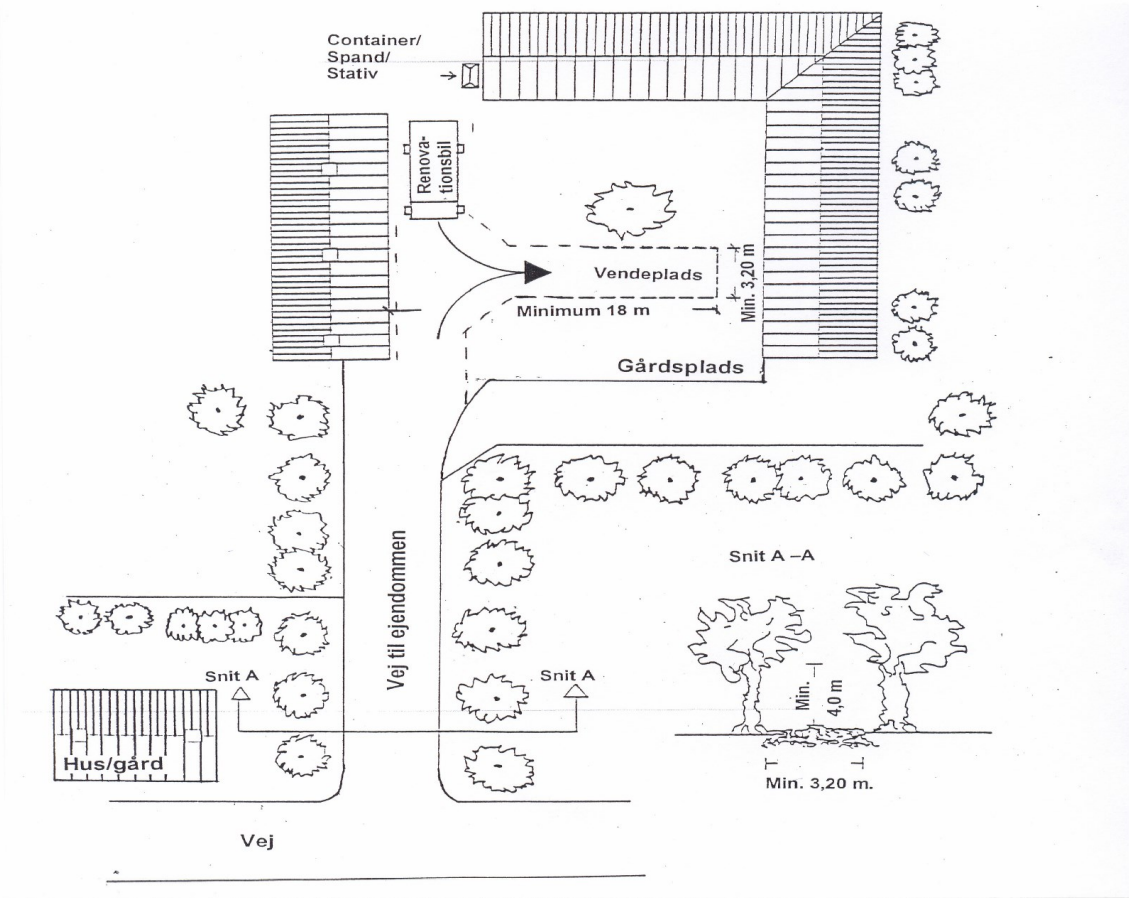 Container/
Spand/
Stativ
Renova-
tionsbil
Vendeplads
Min. 3,20 m
Minimum 18 m
Gårdsplads
Vej til ejendommen
Snit A –A
Snit A
Snit A
Min.
4,0 m
Hus/gård
Min. 3,20 m.
Vej